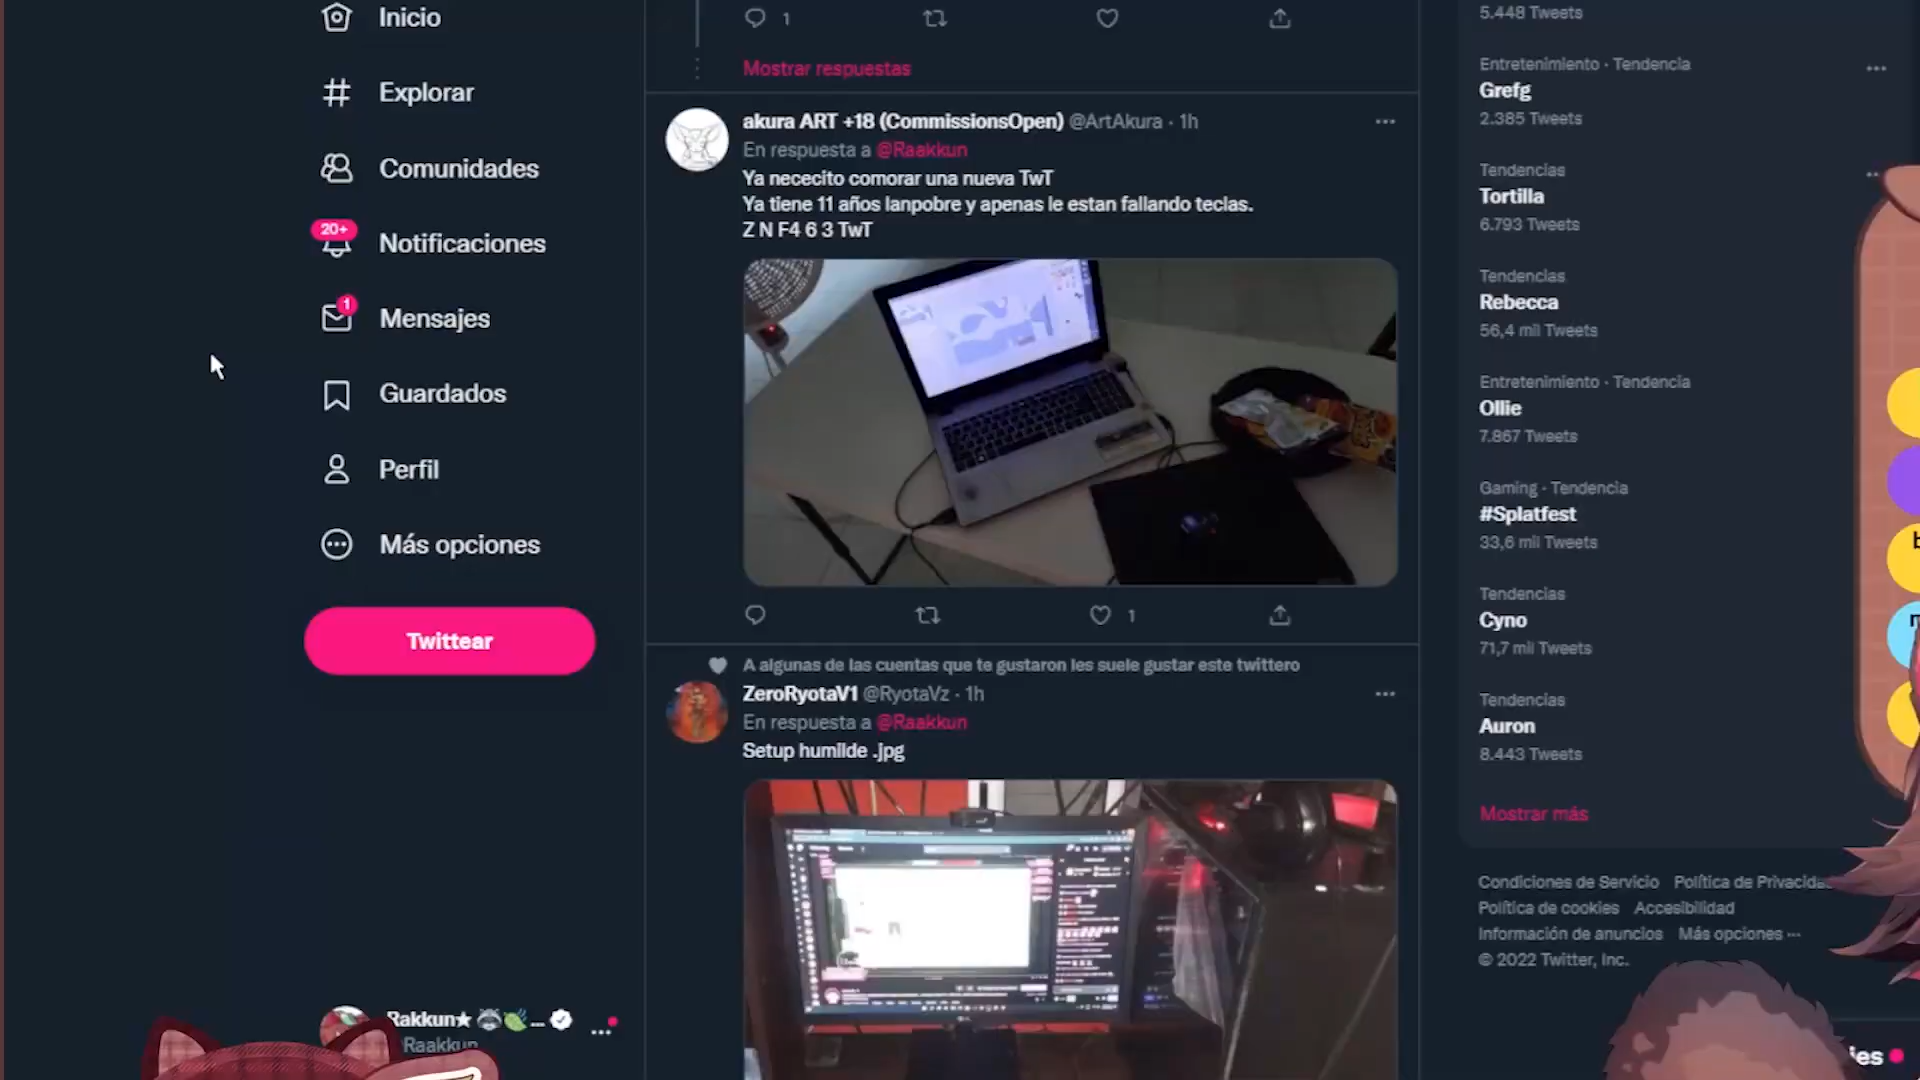 Inicio
Explorar
Comunidades
20+
Notificaciones
1
Mensajes
Guardados
Perfil
Más opciones
Twittear
Rakkun★
Raakkun
1
Mostrar respuestas
akura ART +18 (CommissionsOpen) @ArtAkura · 1h
En respuesta a @Raakkun
Ya nececito comorar una nueva TwT
Ya tiene 11 años lanpobre y apenas le estan fallando teclas.
Z N F4 6 3 TwT
1
A algunas de las cuentas que te gustaron les suele gustar este twittero
ZeroRyotaV1 @RyotaVz · 1h
En respuesta a @Raakkun
Setup humilde .jpg
5.448 Tweets
Entretenimiento · Tendencia
Grefg
2.385 Tweets
Tendencias
Tortilla
6.793 Tweets
Tendencias
Rebecca
56,4 mil Tweets
Entretenimiento · Tendencia
Ollie
7.867 Tweets
Gaming · Tendencia
#Splatfest
33,6 mil Tweets
Tendencias
Cyno
71,7 mil Tweets
Tendencias
Auron
8.443 Tweets
Mostrar más
Condiciones de Servicio Política de
Política de cookies Accesibilidad
Información de anuncios Más opciones ···
© 2022 Twitter, Inc.